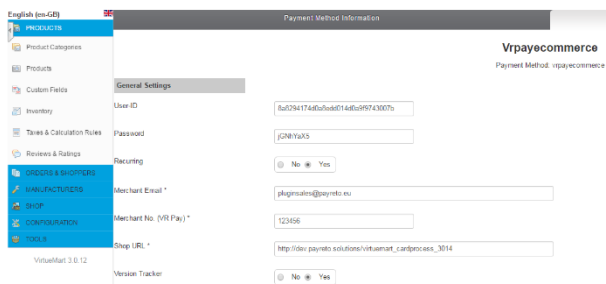 English (en-GB)
Payment Method Information
PRODUCTS
Vrpayecommerce
Product Categories
Payment Method: vrpayecommerce
Products
General Settings
Custom Fields
User-ID
Inventory
Password
jGNhYaX5
Taxes & Calculation Rules
Reviews & Ratings
Recurring
No Yes
ORDERS & SHOPPERS
MANUFACTURERS
Merchant Email *
pluginsales@payreto.eu
SHOP
Merchant No. (VR Pay) *
123456
CONFIGURATION
TOOLS
Shop URL *
http://dev.payreto.solutions/virtuemart_cardprocess_3014
VirtueMart 3.0.12
Version Tracker
No Yes